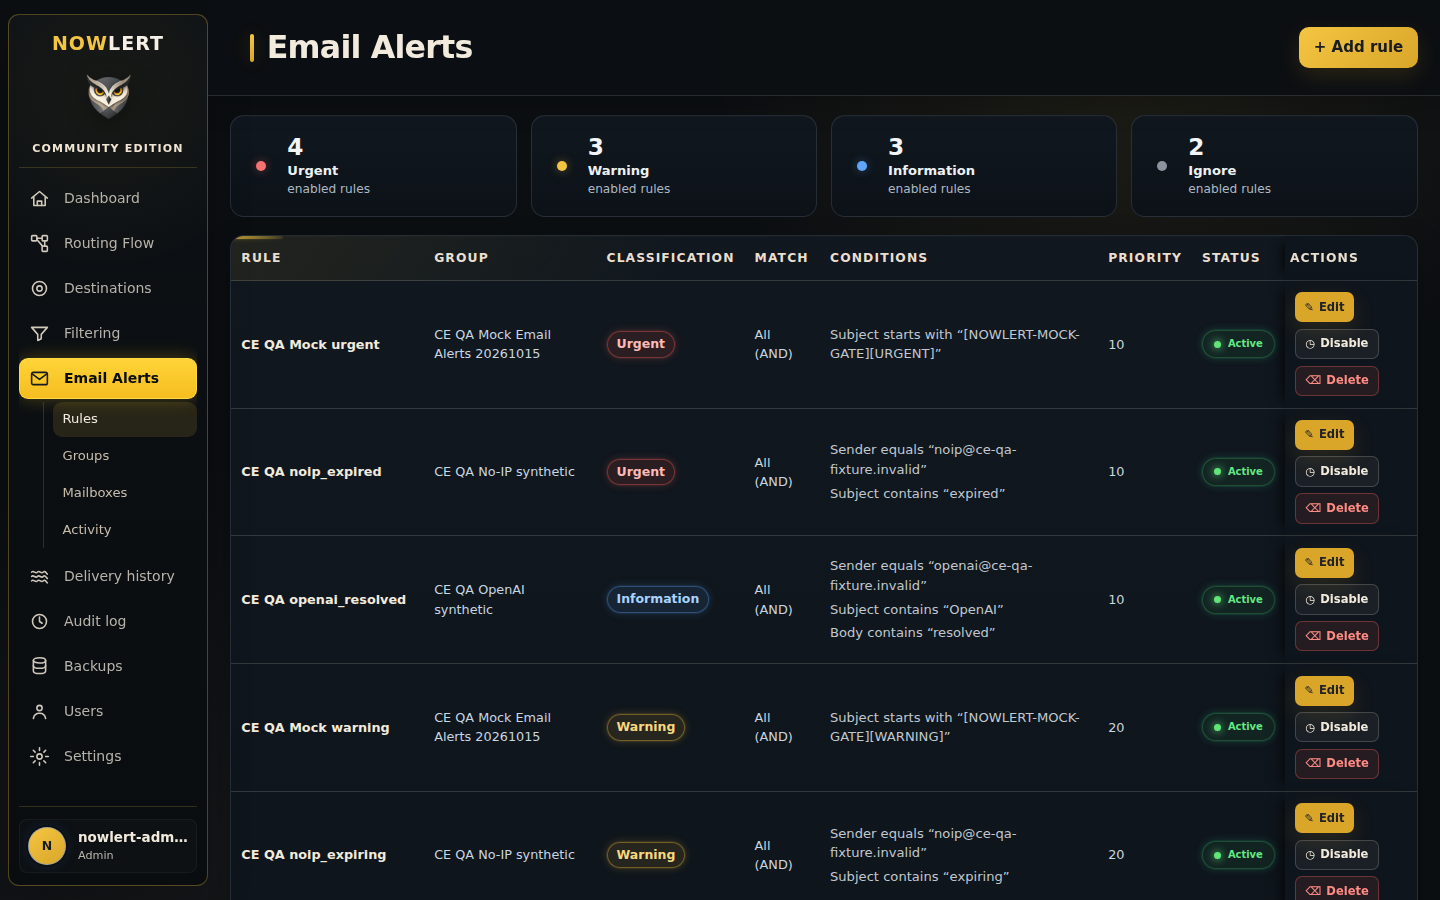 NOWLERT
COMMUNITY EDITION
Dashboard
Routing Flow
Destinations
Filtering
Email Alerts
Rules
Groups
Mailboxes
Activity
Delivery history
Audit log
Backups
Users
Settings
N
nowlert-adm...
Admin
Email Alerts
+ Add rule
4
Urgent
enabled rules
3
Warning
enabled rules
3
Information
enabled rules
2
Ignore
enabled rules
RULE GROUP CLASSIFICATION MATCH CONDITIONS PRIORITY STATUS ACTIONS
CE QA Mock urgent
CE QA Mock Email
Alerts 20261015
Urgent
All
(AND)
Subject starts with “[NOWLERT-MOCK-
GATE][URGENT]”
10
Active
Edit
Disable
Delete
CE QA noip_expired
CE QA No-IP synthetic
Urgent
All
(AND)
Sender equals “noip@ce-qa-
fixture.invalid”
Subject contains “expired”
10
Active
Edit
Disable
Delete
CE QA openai_resolved
CE QA OpenAI
synthetic
Information
All
(AND)
Sender equals “openai@ce-qa-
fixture.invalid”
Subject contains “OpenAI”
Body contains “resolved”
10
Active
Edit
Disable
Delete
CE QA Mock warning
CE QA Mock Email
Alerts 20261015
Warning
All
(AND)
Subject starts with “[NOWLERT-MOCK-
GATE][WARNING]”
20
Active
Edit
Disable
Delete
CE QA noip_expiring
CE QA No-IP synthetic
Warning
All
(AND)
Sender equals “noip@ce-qa-
fixture.invalid”
Subject contains “expiring”
20
Active
Edit
Disable
Delete